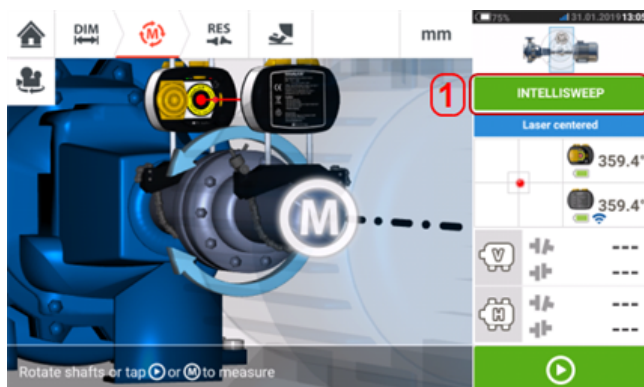 DIM
M
RES
mm
75%
31.01.2019 13:05
1
INTELLISWEEP
Laser centered
359.4°
359.4°
M
V
---
---
H
---
---
Rotate shafts or tap or M to measure